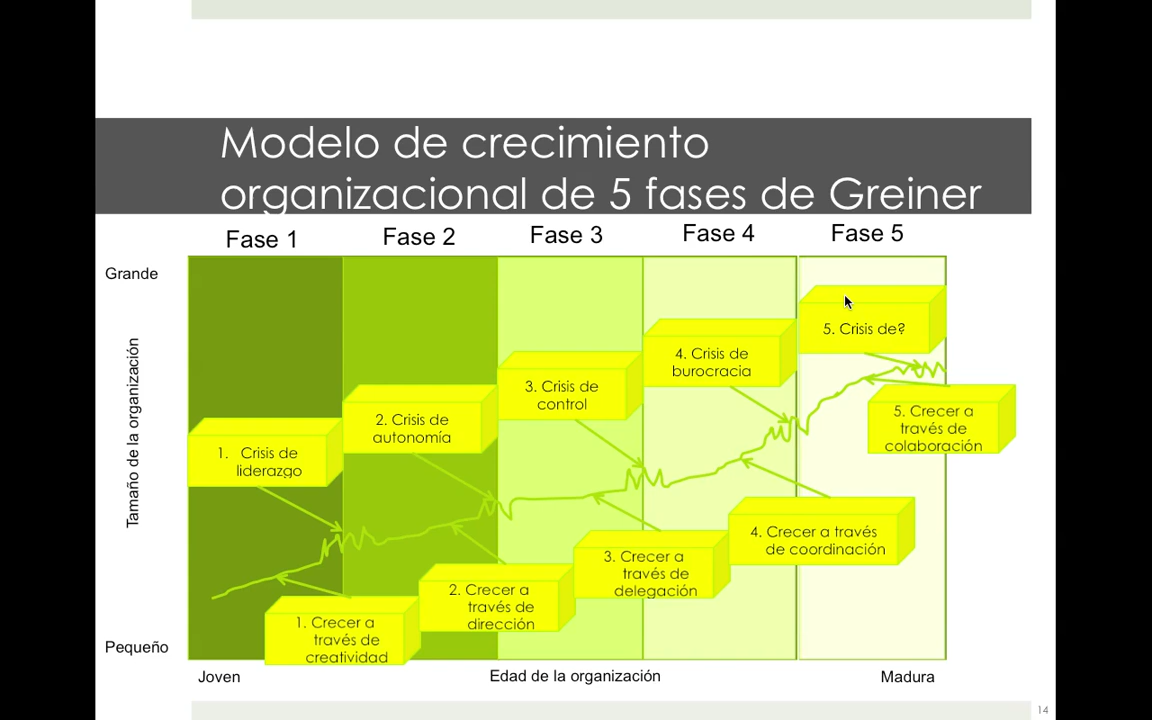 Modelo de crecimiento
organizacional de 5 fases de Greiner
Fase 1
Fase 2
Fase 3
Fase 4
Fase 5
Grande
Tamaño de la organización
Pequeño
5. Crisis de?
4. Crisis de
burocracia
3. Crisis de
control
2. Crisis de
autonomía
1. Crisis de
liderazgo
5. Crecer a
través de
colaboración
4. Crecer a través
de coordinación
3. Crecer a
través de
delegación
2. Crecer a
través de
dirección
1. Crecer a
través de
creatividad
Joven
Edad de la organización
Madura
14